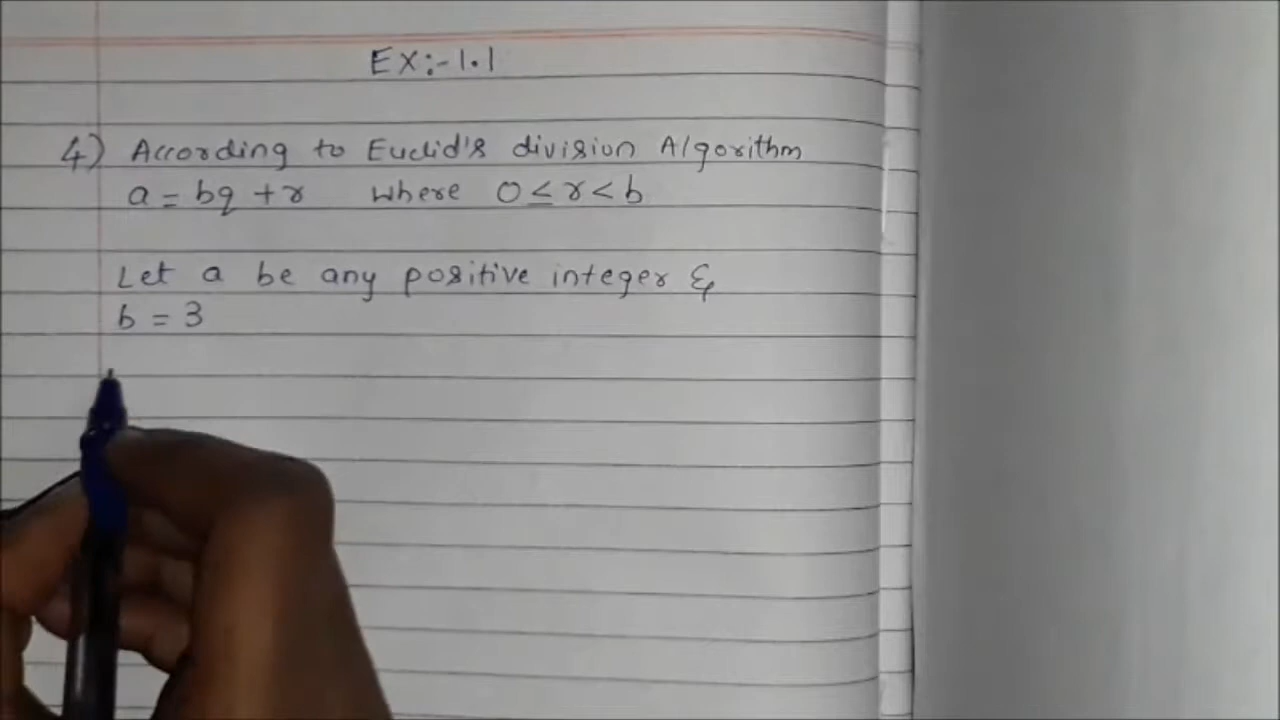 EX:-1.1
4) According to Euclid's division Algorithm
a = bq + r where 0 ≤ r < b
Let a be any positive integer &
b = 3